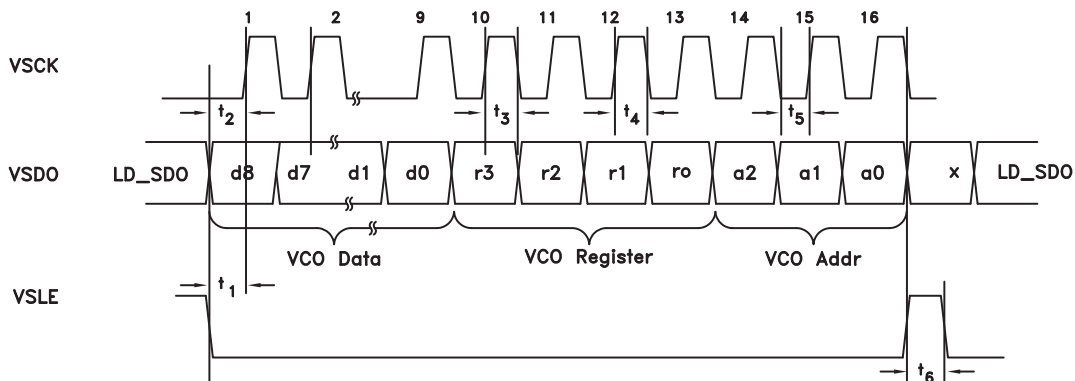 1 2 9 10 11 12 13 14 15 16
VSCK
t2 t3 t4 t5
VSDO LD_SDO d8 d7 d1 d0 r3 r2 r1 ro a2 a1 a0 x LD_SDO
VCO Data VCO Register VCO Addr
t1
VSLE
t6